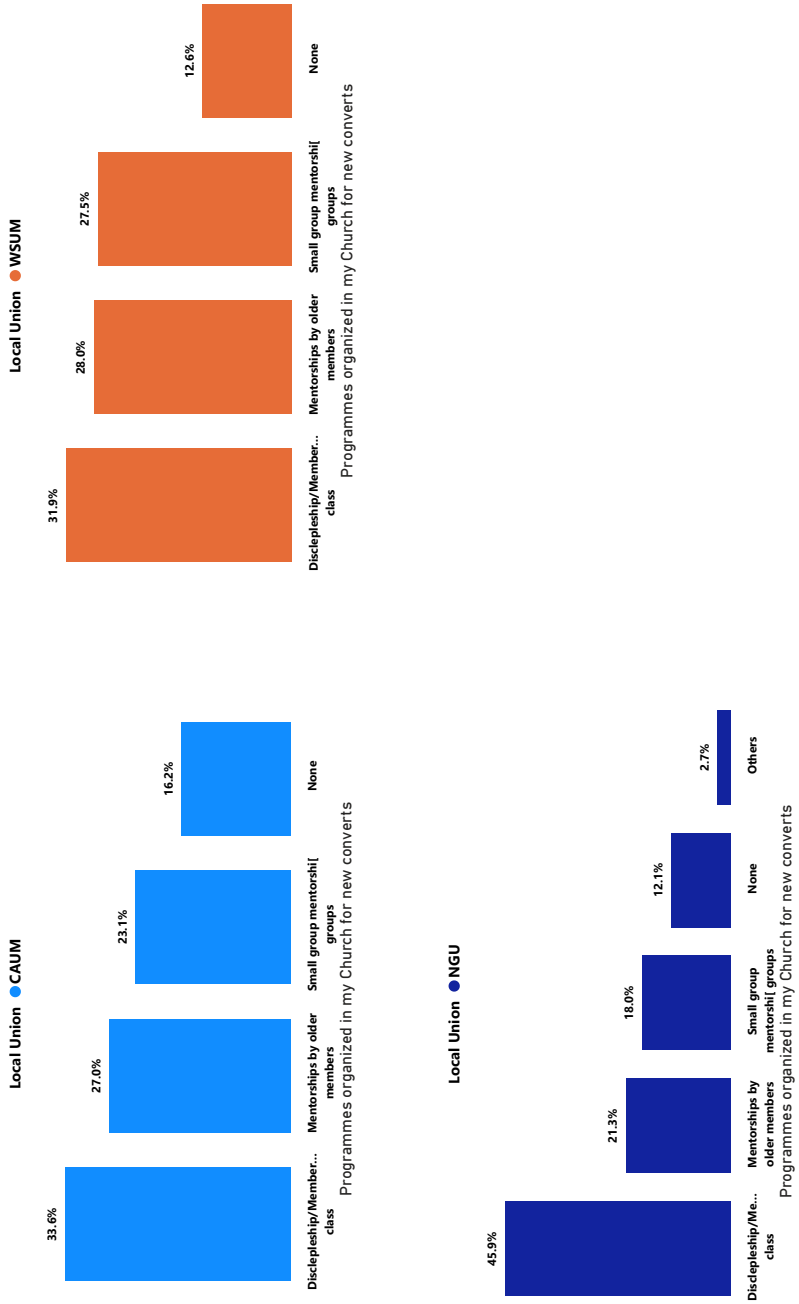 Local Union CAUM
33.6%
27.0%
23.1%
16.2%
Disclepleship/Member...
class
Mentorships by older
members
Small group mentorshi[
groups
None
Programmes organized in my Church for new converts
Local Union WSUM
31.9%
28.0%
27.5%
12.6%
Disclepleship/Member...
class
Mentorships by older
members
Small group mentorshi[
groups
None
Programmes organized in my Church for new converts
Local Union NGU
45.9%
21.3%
18.0%
12.1%
2.7%
Disclepleship/Me...
class
Mentorships by
older members
Small group
mentorshi[ groups
None
Others
Programmes organized in my Church for new converts